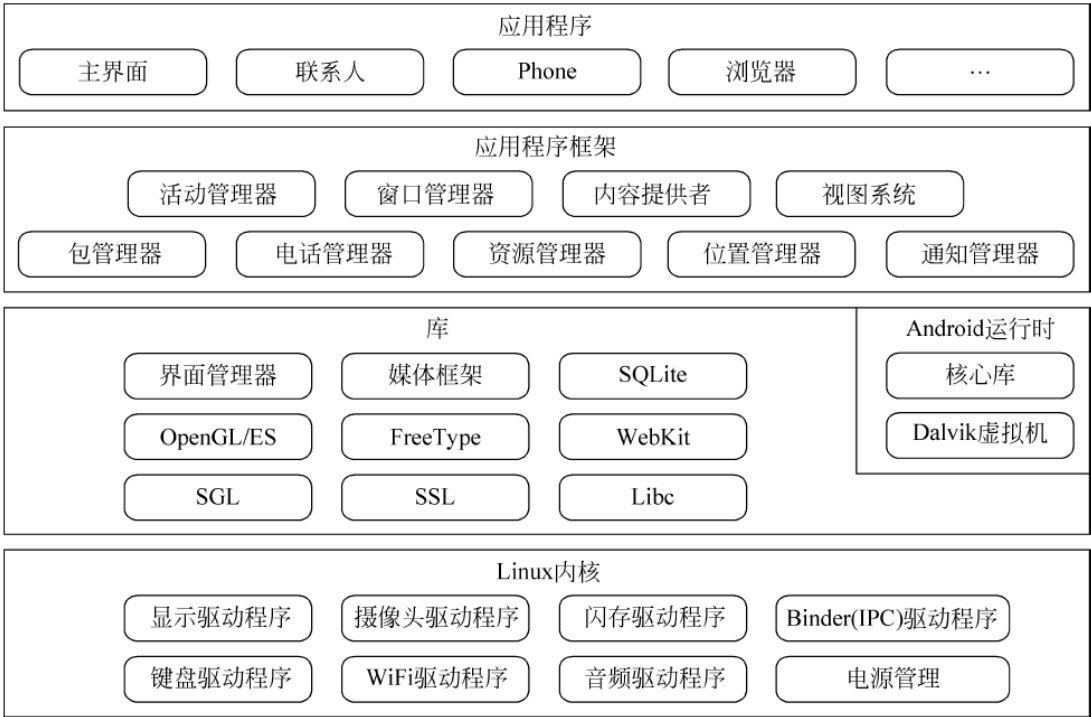 应用程序
主界面 联系人 Phone 浏览器 …
应用程序框架
活动管理器 窗口管理器 内容提供者 视图系统
包管理器 电话管理器 资源管理器 位置管理器 通知管理器
库
界面管理器 媒体框架 SQLite
OpenGL/ES FreeType WebKit
SGL SSL Libc
Android运行时
核心库
Dalvik虚拟机
Linux内核
显示驱动程序 摄像头驱动程序 闪存驱动程序 Binder(IPC)驱动程序
键盘驱动程序 WiFi驱动程序 音频驱动程序 电源管理